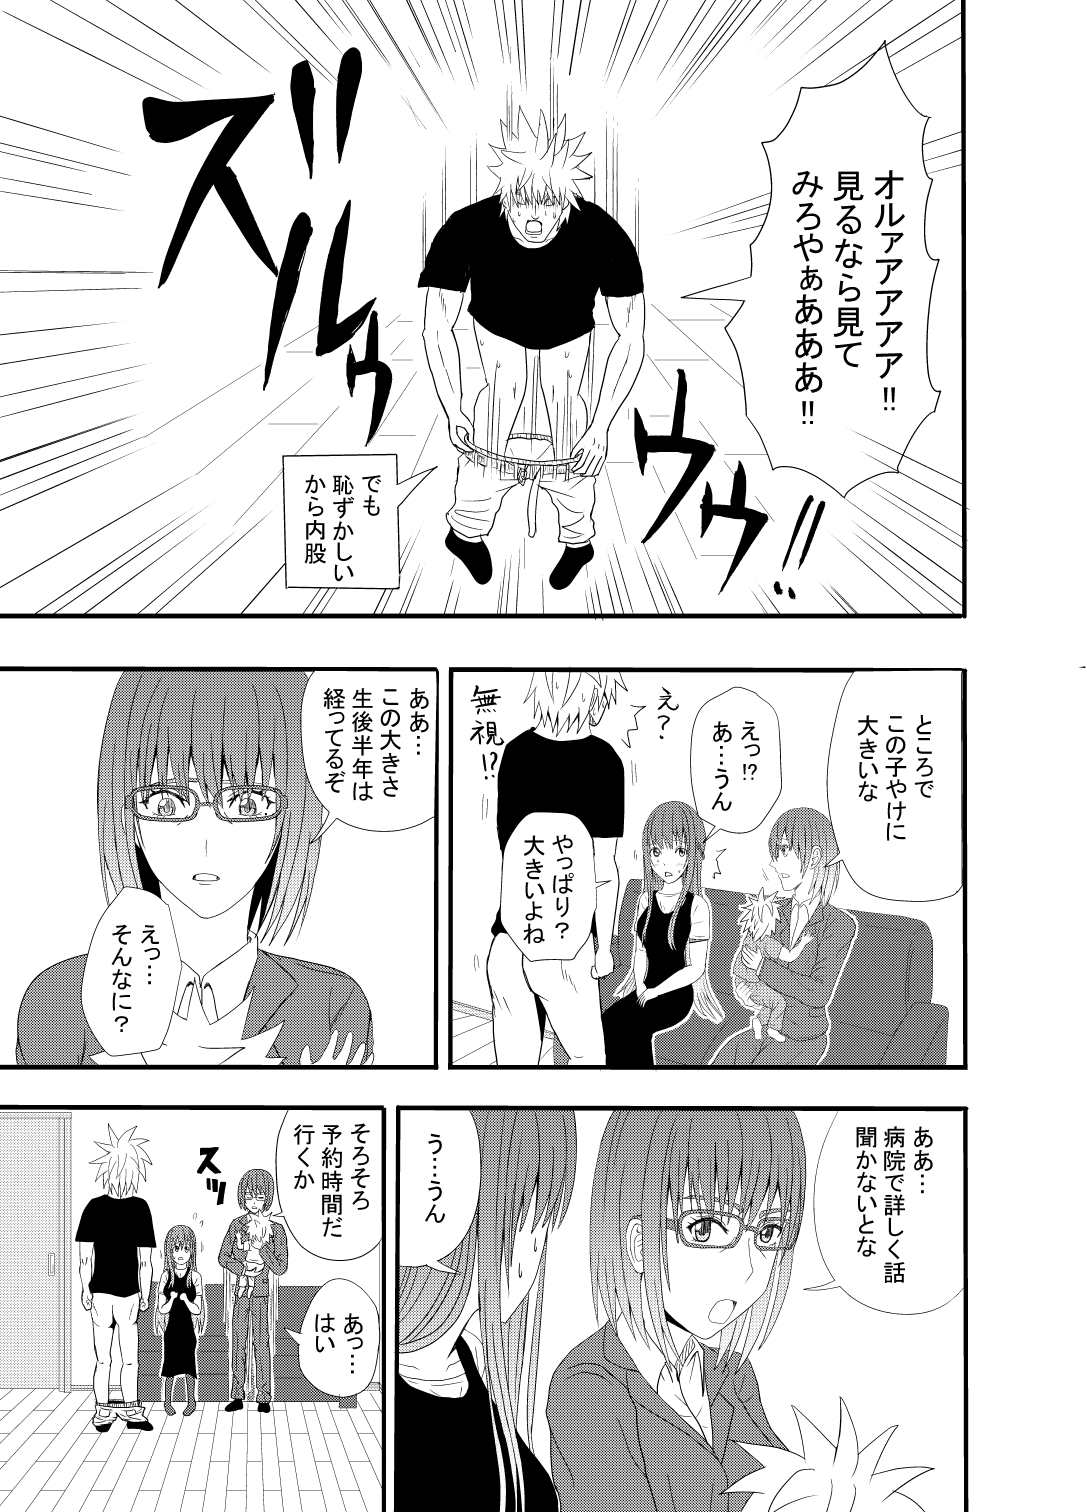 オルァアアアア!!
見るなら見て
みろやぁあああ!!
ズルゥ
ズルゥウウ!!
でも
恥ずかしい
から内股
ところで
この子やけに
大きいな
えっ!?
あ…うん
え?
無視!?
やっぱり?
大きいよね
ああ…
この大きさ
生後半年は
経ってるぞ
えっ…
そんなに?
ああ…
病院で詳しく話
聞かないとな
う…うん
そろそろ
予約時間だ
行くか
スッ
あっ…
はい